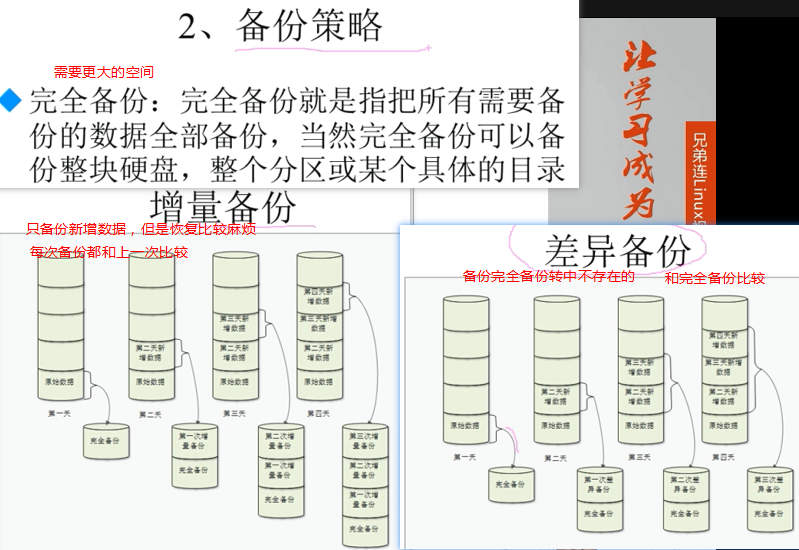 2、备份策略
需要更大的空间
完全备份：完全备份就是指把所有需要备
份的数据全部备份，当然完全备份可以备
份整块硬盘，整个分区或某个具体的目录
让学习成为
兄弟连Linux
增量备份
只备份新增数据，但是恢复比较麻烦
每次备份都和上一次比较
原始数据
第一天
完全备份
第二天新
增数据
原始数据
第二天
第一次增
量备份
完全备份
第三天新
增数据
第二天新
增数据
原始数据
第三天
第二次增
量备份
第一次增
量备份
完全备份
第四天新
增数据
第三天新增
数据
第二天新
增数据
原始数据
第四天
第三次增
量备份
第二次增
量备份
第一次增
量备份
完全备份
差异备份
备份完全备份转中不存在的
和完全备份比较
原始数据
第一天
完全备份
第二天新
增数据
原始数据
第二天
第一次差
异备份
完全备份
第三天新
增数据
第二天新
增数据
原始数据
第三天
第二次差
异备份
完全备份
第四天新
增数据
第三天新增
数据
第二天新
增数据
原始数据
第四天
第三次差
异备份
完全备份